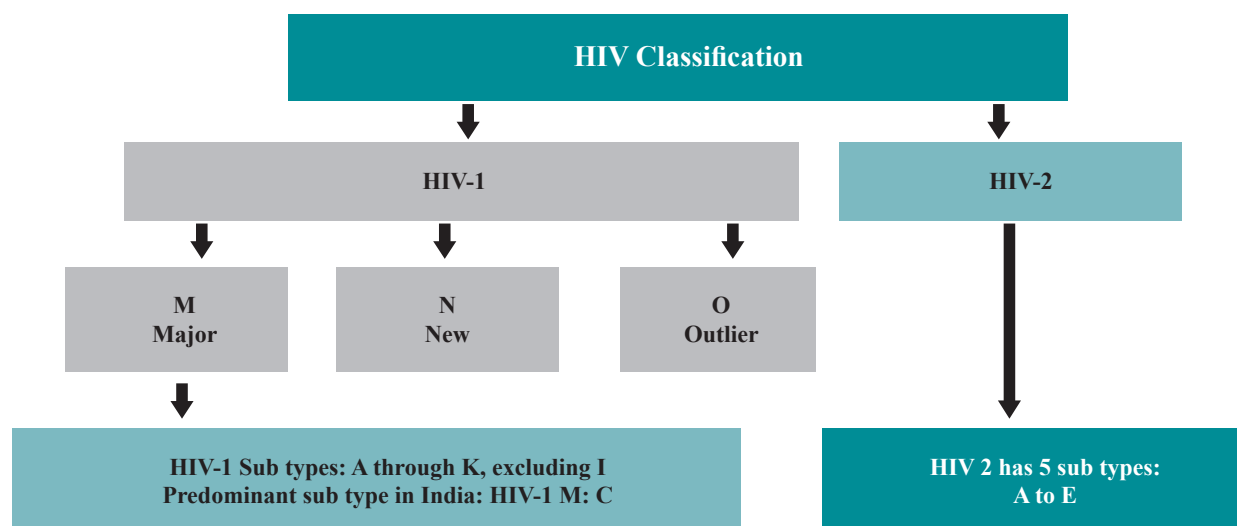 HIV Classification
HIV-1
HIV-2
M
Major
N
New
O
Outlier
HIV-1 Sub types: A through K, excluding I
Predominant sub type in India: HIV-1 M: C
HIV 2 has 5 sub types:
A to E